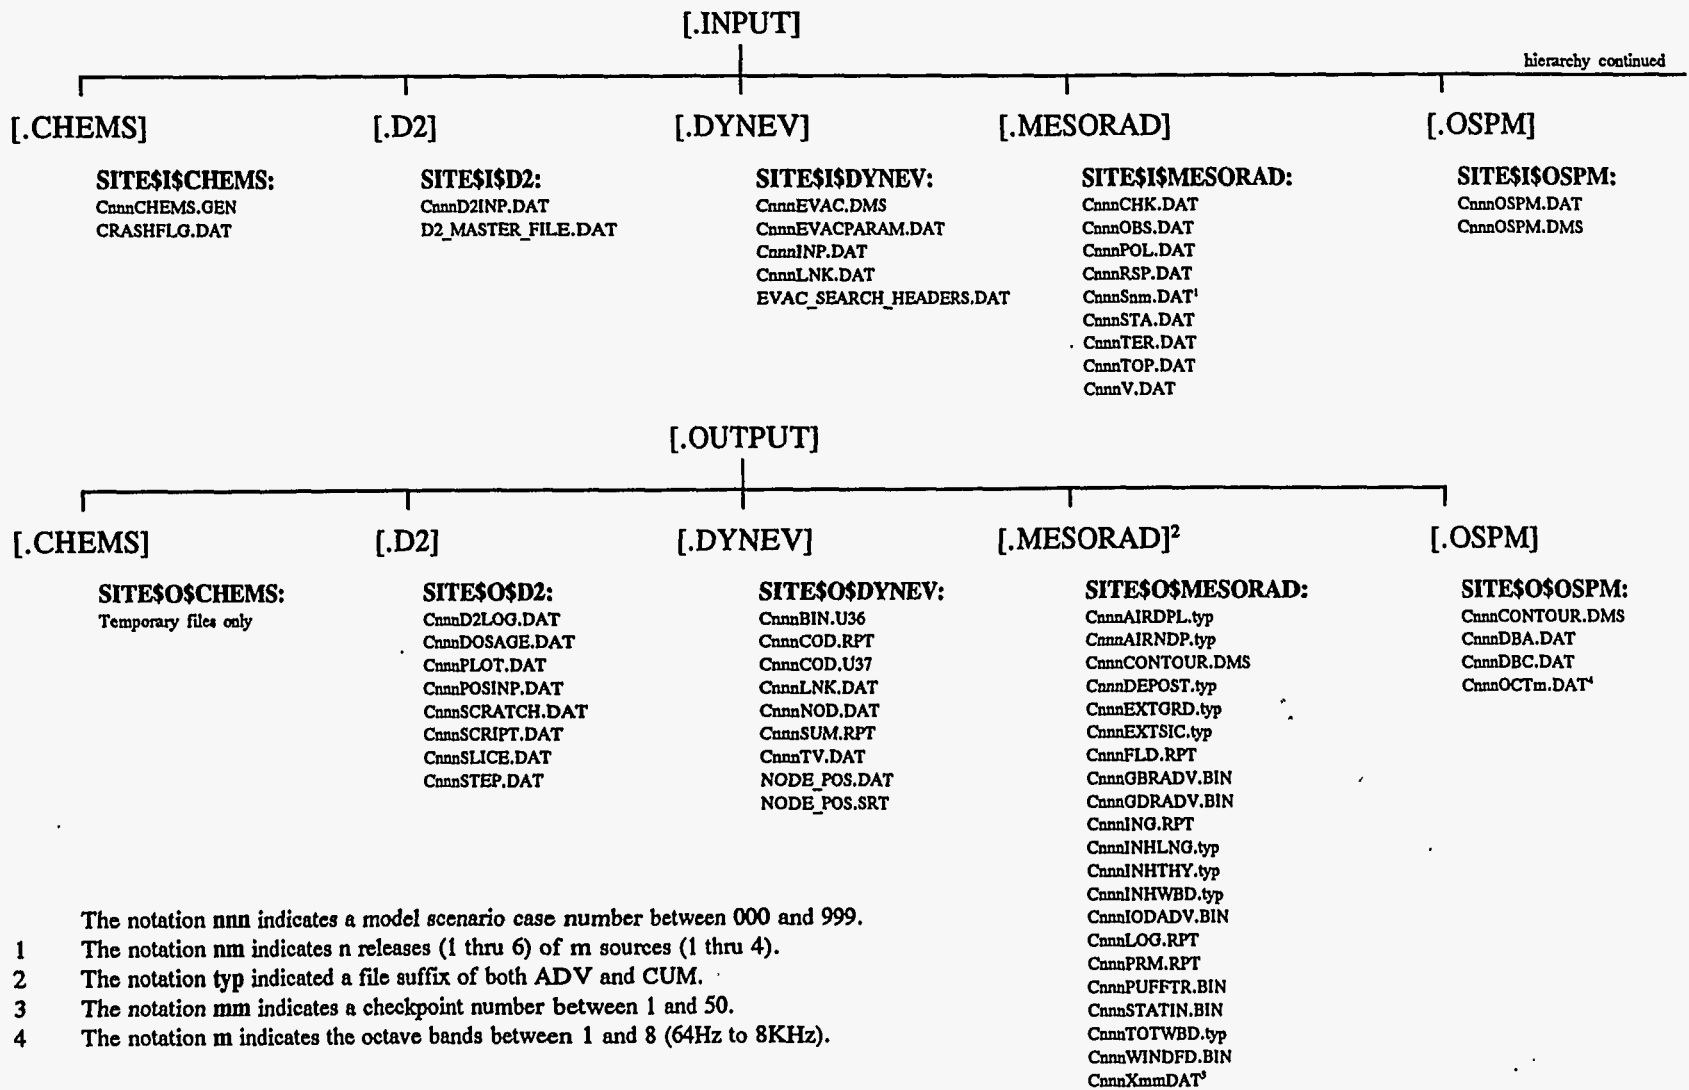 [.INPUT]
hierarchy continued
[.CHEMS]
SITE$I$CHEMS:
CnnnCHEMS.GEN
CRASHFLG.DAT
[.D2]
SITE$I$D2:
CnnnD2INP.DAT
D2_MASTER_FILE.DAT
[.DYNEV]
SITE$I$DYNEV:
CnnnEVAC.DMS
CnnnEVACPARAM.DAT
CnnnINP.DAT
CnnnLNK.DAT
EVAC_SEARCH_HEADERS.DAT
[.MESORAD]
SITE$I$MESORAD:
CnnnCHK.DAT
CnnnOBS.DAT
CnnnPOL.DAT
CnnnRSP.DAT
CnnnSnm.DAT¹
CnnnSTA.DAT
CnnnTER.DAT
CnnnTOP.DAT
CnnnV.DAT
[.OSPM]
SITE$I$OSPM:
CnnnOSPM.DAT
CnnnOSPM.DMS
[.OUTPUT]
[.CHEMS]
SITE$O$CHEMS:
Temporary files only
[.D2]
SITE$O$D2:
CnnnD2LOG.DAT
CnnnDOSAGE.DAT
CnnnPLOT.DAT
CnnnPOSINP.DAT
CnnnSCRATCH.DAT
CnnnSCRIPT.DAT
CnnnSLICE.DAT
CnnnSTEP.DAT
[.DYNEV]
SITE$O$DYNEV:
CnnnBIN.U36
CnnnCOD.RPT
CnnnCOD.U37
CnnnLNK.DAT
CnnnNOD.DAT
CnnnSUM.RPT
CnnnTV.DAT
NODE_POS.DAT
NODE_POS.SRT
[.MESORAD]²
SITE$O$MESORAD:
CnnnAIRDPL.typ
CnnnAIRNDP.typ
CnnnCONTOUR.DMS
CnnnDEPOST.typ
CnnnEXTGRD.typ
CnnnEXTSIC.typ
CnnnFLD.RPT
CnnnGBRADV.BIN
CnnnGDRADV.BIN
CnnnING.RPT
CnnnINHLNG.typ
CnnnINHTHY.typ
CnnnINHWBD.typ
CnnnIODADV.BIN
CnnnLOG.RPT
CnnnPRM.RPT
CnnnPUFFTR.BIN
CnnnSTATIN.BIN
CnnnTOTWBD.typ
CnnnWINDFD.BIN
CnnnXmmDAT³
[.OSPM]
SITE$O$OSPM:
CnnnCONTOUR.DMS
CnnnDBA.DAT
CnnnDBC.DAT
CnnnOCTm.DAT⁴
The notation nnn indicates a model scenario case number between 000 and 999.
1 The notation nm indicates n releases (1 thru 6) of m sources (1 thru 4).
2 The notation typ indicated a file suffix of both ADV and CUM.
3 The notation mm indicates a checkpoint number between 1 and 50.
4 The notation m indicates the octave bands between 1 and 8 (64Hz to 8KHz).